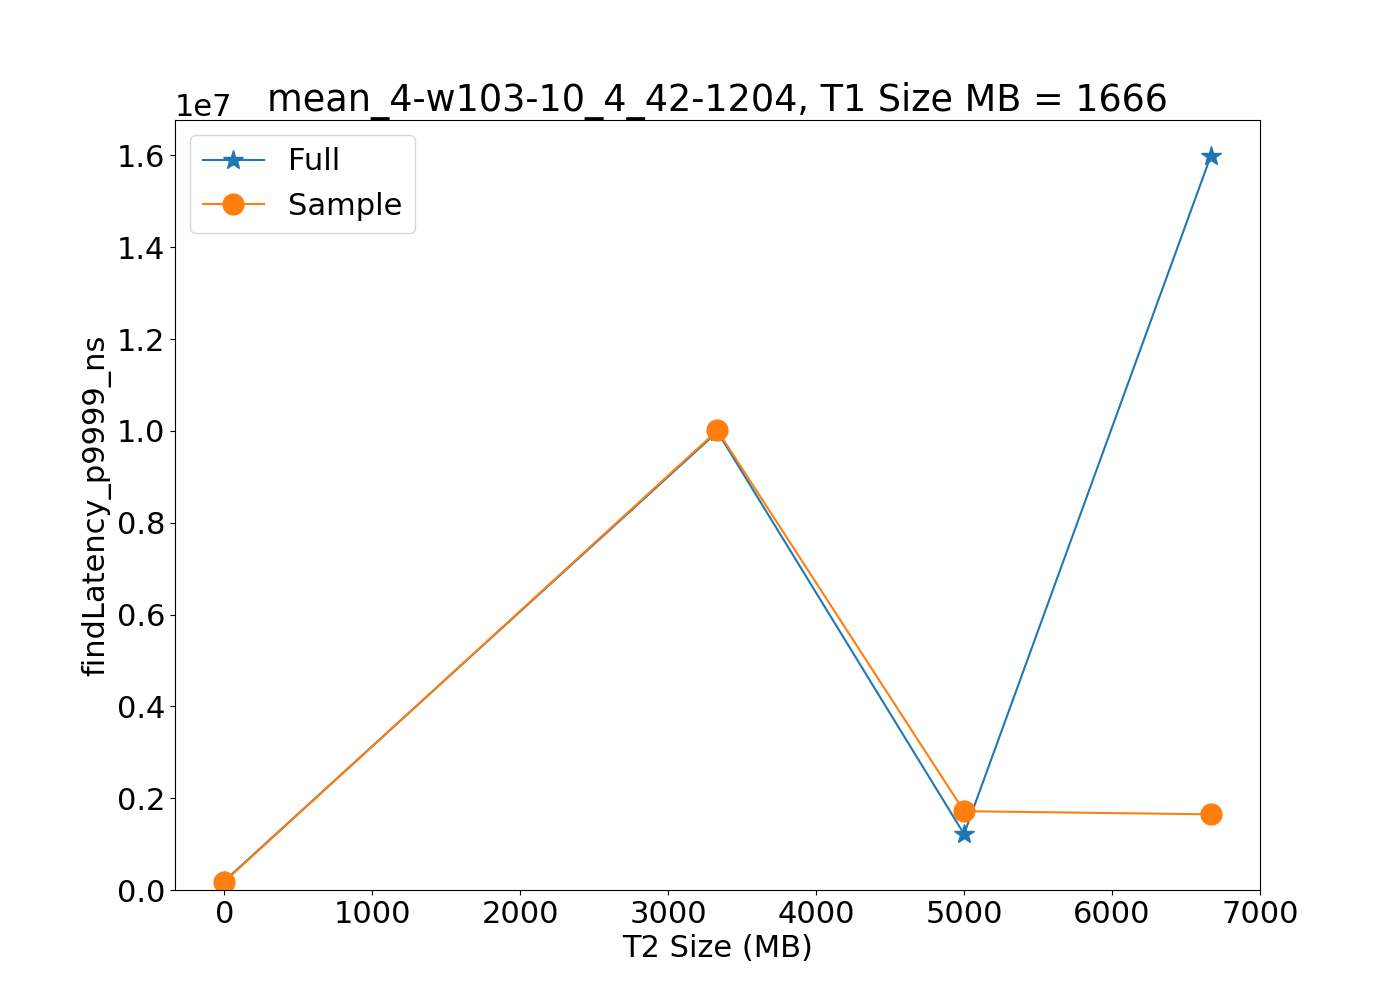 1e7
mean_4-w103-10_4_42-1204, T1 Size MB = 1666
Full
Sample
1.6
1.4
1.2
1.0
0.8
0.6
0.4
0.2
0.0
findLatency_p9999_ns
0 1000 2000 3000 4000 5000 6000 7000
T2 Size (MB)